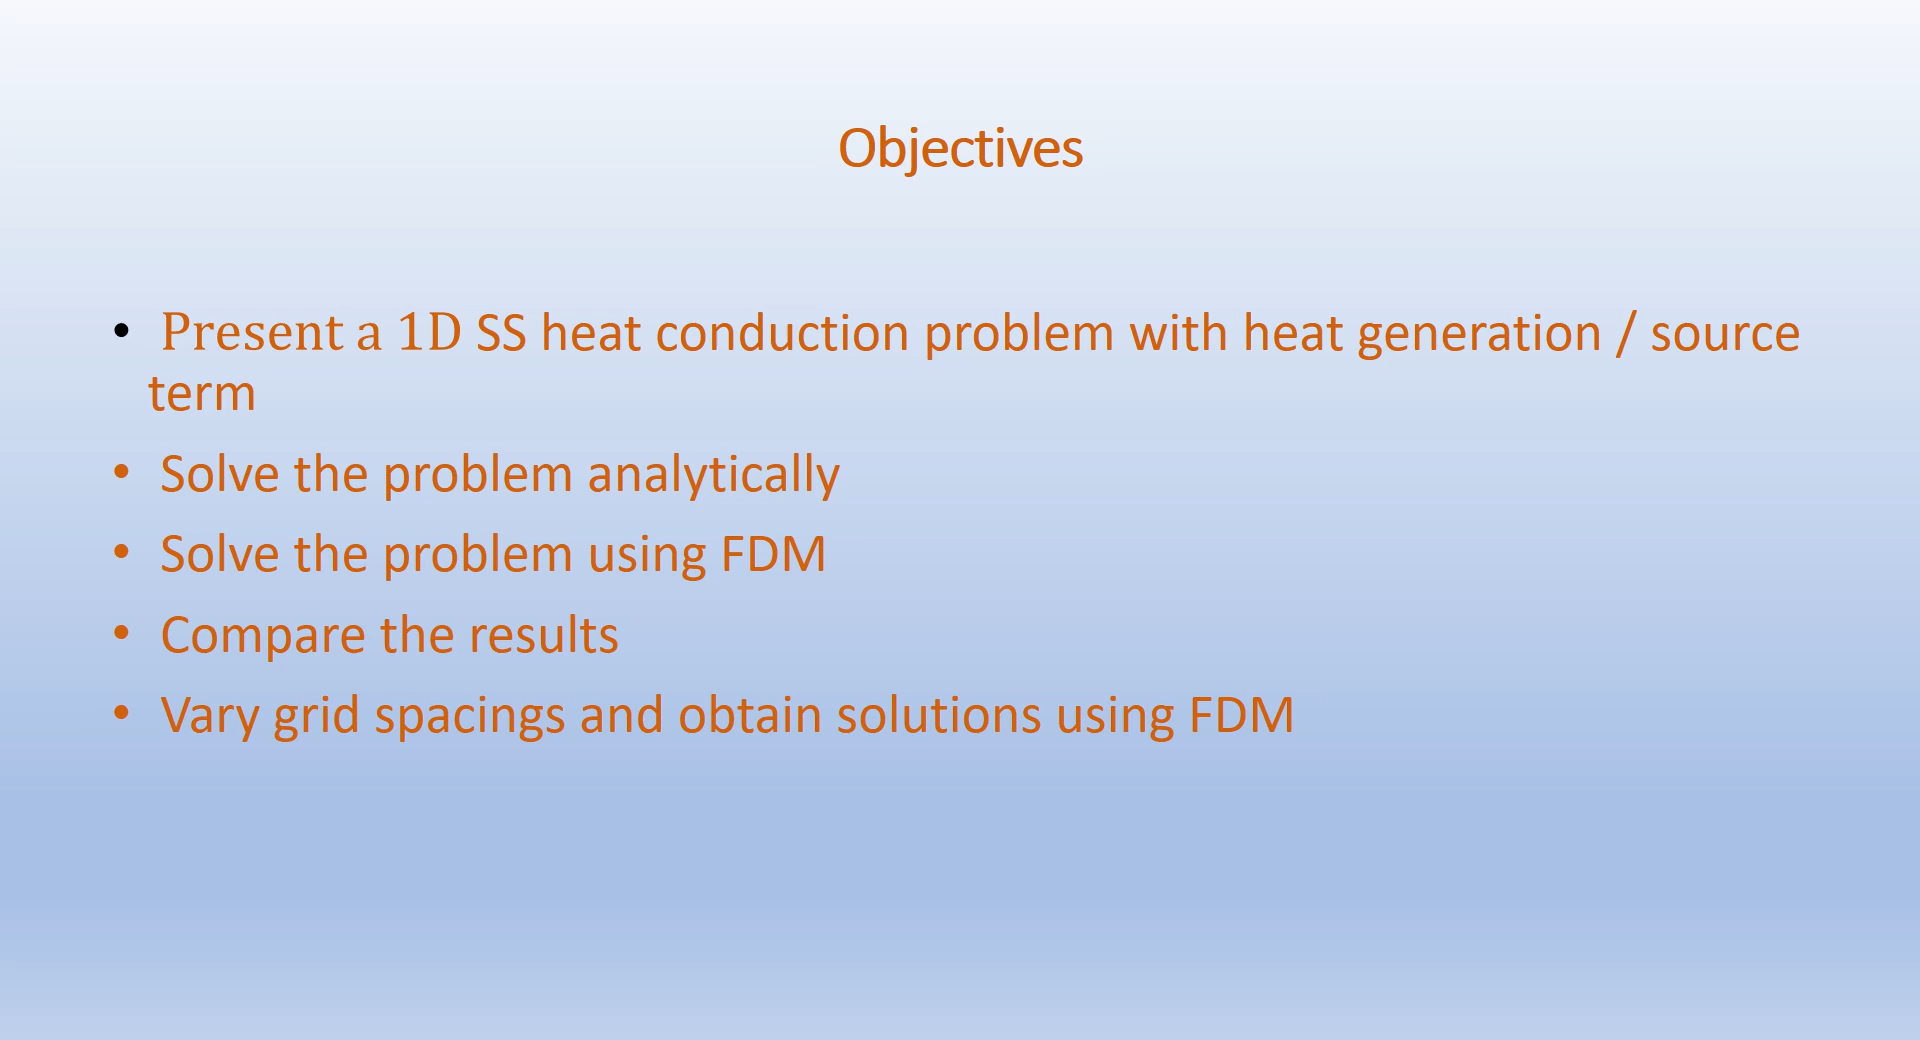 Objectives
• Present a 1D SS heat conduction problem with heat generation / source
term
• Solve the problem analytically
• Solve the problem using FDM
• Compare the results
• Vary grid spacings and obtain solutions using FDM